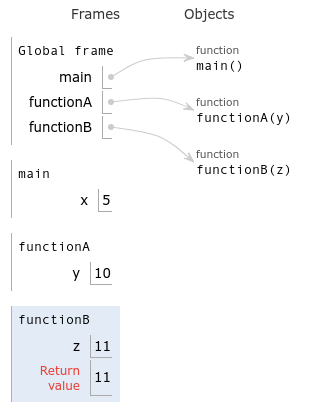 Frames Objects
Global frame
function
main main()
functionA
function
functionA(y)
functionB
function
functionB(z)
main
x 5
functionA
y 10
functionB
z 11
Return
value 11